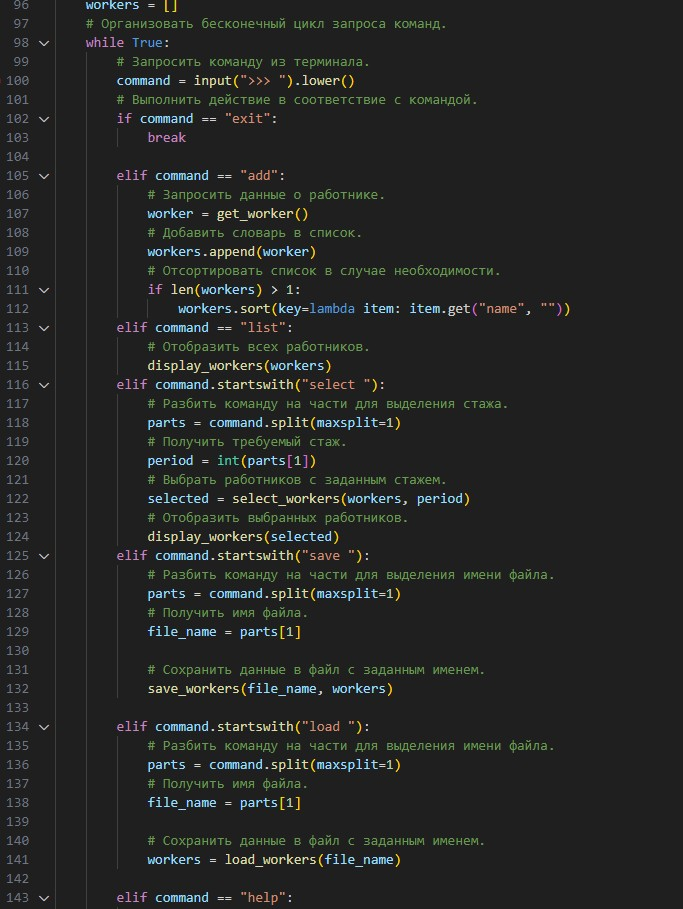 96 workers = []
97 # Организовать бесконечный цикл запроса команд.
98 while True:
99 # Запросить команду из терминала.
100 command = input(">>> ").lower()
101 # Выполнить действие в соответствие с командой.
102 if command == "exit":
103 break
104
105 elif command == "add":
106 # Запросить данные о работнике.
107 worker = get_worker()
108 # Добавить словарь в список.
109 workers.append(worker)
110 # Отсортировать список в случае необходимости.
111 if len(workers) > 1:
112 workers.sort(key=lambda item: item.get("name", ""))
113 elif command == "list":
114 # Отобразить всех работников.
115 display_workers(workers)
116 elif command.startswith("select "):
117 # Разбить команду на части для выделения стажа.
118 parts = command.split(maxsplit=1)
119 # Получить требуемый стаж.
120 period = int(parts[1])
121 # Выбрать работников с заданным стажем.
122 selected = select_workers(workers, period)
123 # Отобразить выбранных работников.
124 display_workers(selected)
125 elif command.startswith("save "):
126 # Разбить команду на части для выделения имени файла.
127 parts = command.split(maxsplit=1)
128 # Получить имя файла.
129 file_name = parts[1]
130
131 # Сохранить данные в файл с заданным именем.
132 save_workers(file_name, workers)
133
134 elif command.startswith("load "):
135 # Разбить команду на части для выделения имени файла.
136 parts = command.split(maxsplit=1)
137 # Получить имя файла.
138 file_name = parts[1]
139
140 # Сохранить данные в файл с заданным именем.
141 workers = load_workers(file_name)
142
143 elif command == "help":